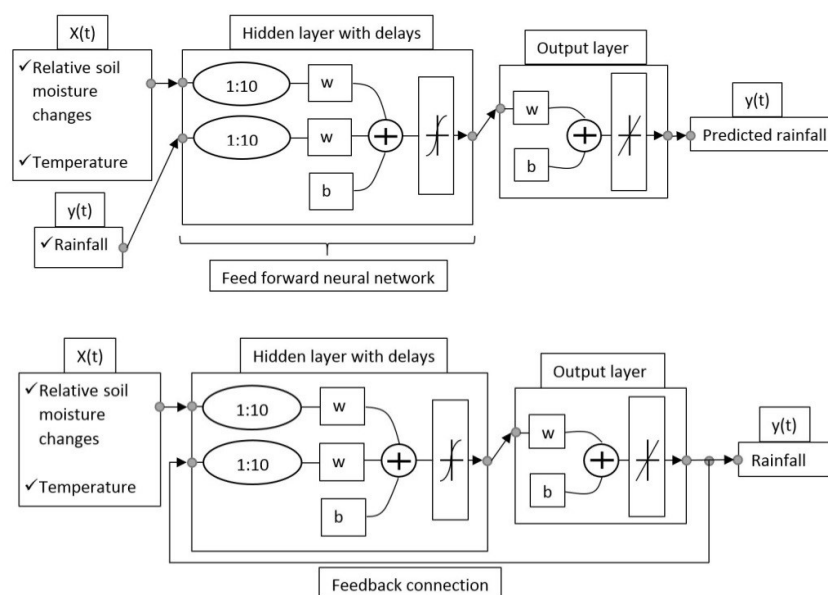 X(t)
✓Relative soil
moisture
changes
✓Temperature
y(t)
✓Rainfall
Hidden layer with delays
1:10
w
1:10
w
b
Feed forward neural network
Output layer
w
b
y(t)
Predicted rainfall
X(t)
✓Relative soil
moisture
changes
✓Temperature
Hidden layer with delays
1:10
w
1:10
w
b
Output layer
w
b
y(t)
Rainfall
Feedback connection